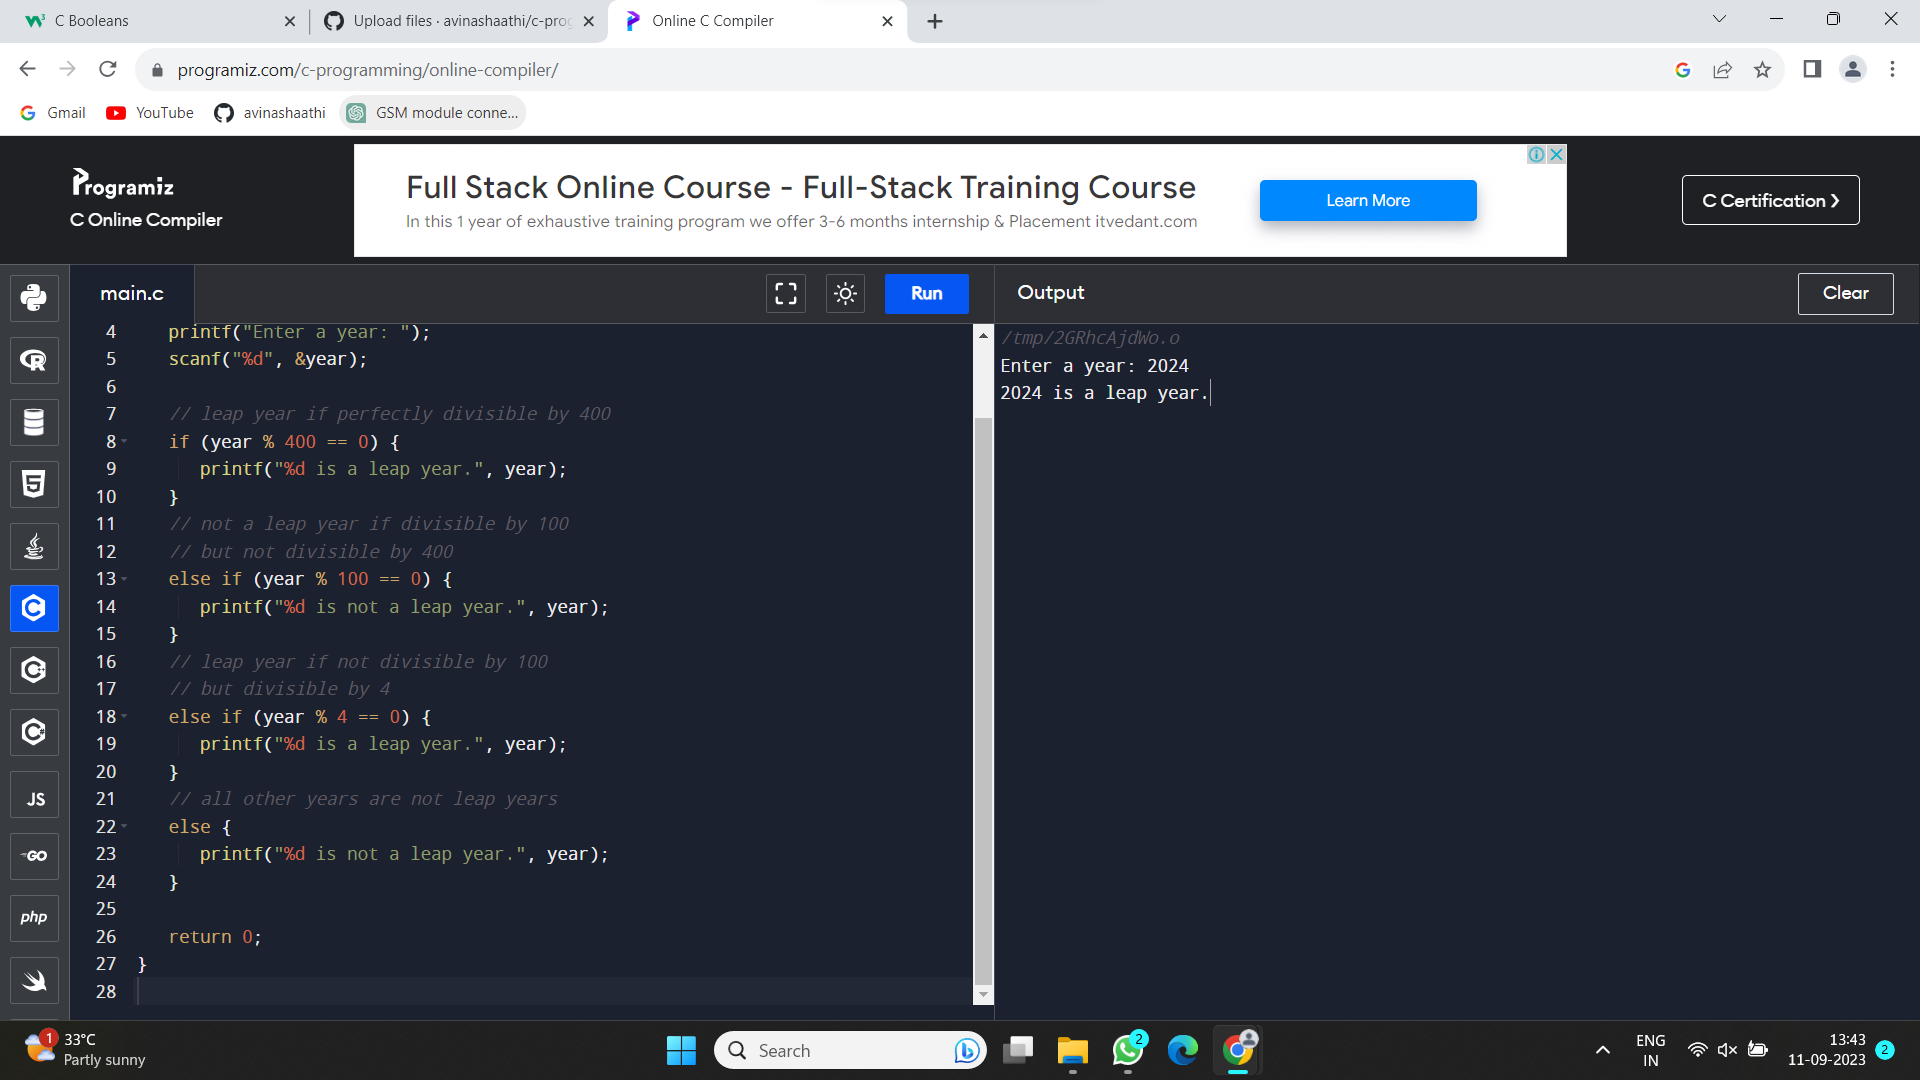 C Booleans
Upload files · avinashaathi/c-prog
Online C Compiler
programiz.com/c-programming/online-compiler/
Gmail
YouTube
avinashaathi
GSM module conne...
Programiz
C Online Compiler
Full Stack Online Course - Full-Stack Training Course
In this 1 year of exhaustive training program we offer 3-6 months internship & Placement itvedant.com
Learn More
C Certification ❯
main.c
Run
Output
Clear
4 printf("Enter a year: ");
5 scanf("%d", &year);
6
7 // leap year if perfectly divisible by 400
8 if (year % 400 == 0) {
9 printf("%d is a leap year.", year);
10 }
11 // not a leap year if divisible by 100
12 // but not divisible by 400
13 else if (year % 100 == 0) {
14 printf("%d is not a leap year.", year);
15 }
16 // leap year if not divisible by 100
17 // but divisible by 4
18 else if (year % 4 == 0) {
19 printf("%d is a leap year.", year);
20 }
21 // all other years are not leap years
22 else {
23 printf("%d is not a leap year.", year);
24 }
25
26 return 0;
27 }
28
/tmp/2GRhcAjdWo.o
Enter a year: 2024
2024 is a leap year.
JS
GO
php
1
33°C
Partly sunny
Search
2
ENG
IN
13:43
11-09-2023
2